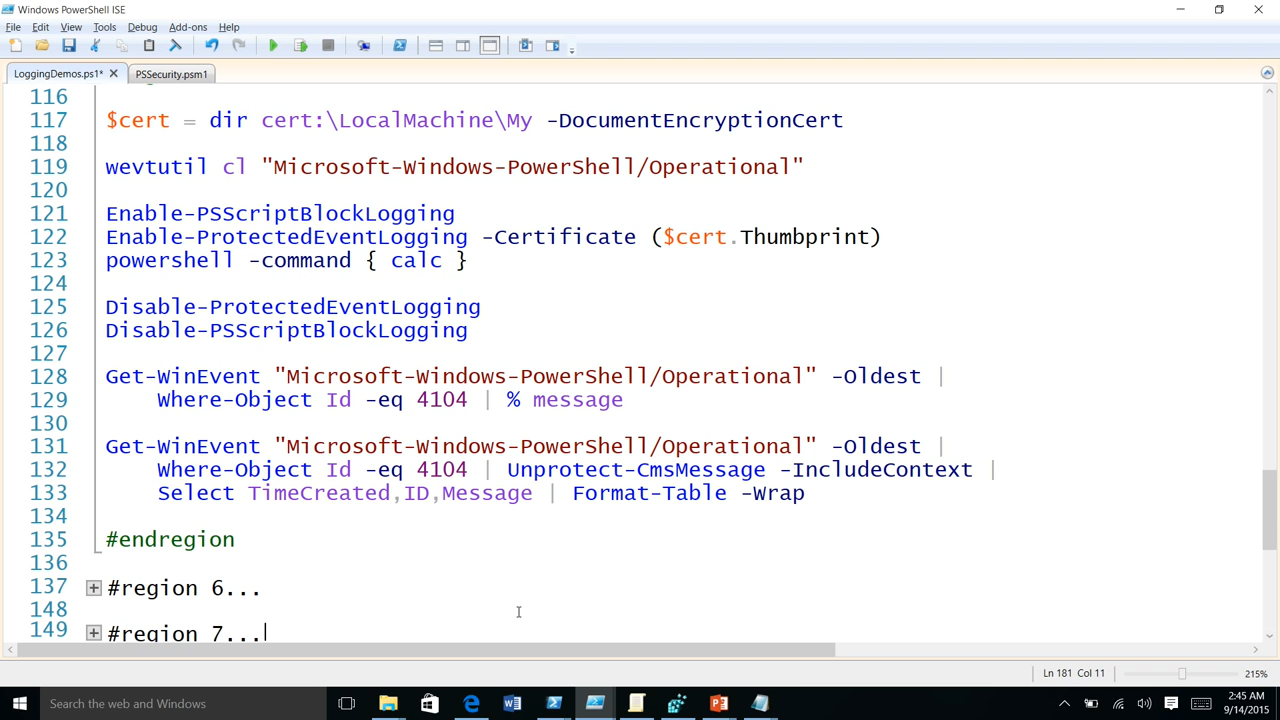 Windows PowerShell ISE
File Edit View Tools Debug Add-ons Help
LoggingDemos.ps1* PSSecurity.psm1
116
117 $cert = dir cert:\LocalMachine\My -DocumentEncryptionCert
118
119 wevtutil cl "Microsoft-Windows-PowerShell/Operational"
120
121 Enable-PSScriptBlockLogging
122 Enable-ProtectedEventLogging -Certificate ($cert.Thumbprint)
123 powershell -command { calc }
124
125 Disable-ProtectedEventLogging
126 Disable-PSScriptBlockLogging
127
128 Get-WinEvent "Microsoft-Windows-PowerShell/Operational" -Oldest |
129 Where-Object Id -eq 4104 | % message
130
131 Get-WinEvent "Microsoft-Windows-PowerShell/Operational" -Oldest |
132 Where-Object Id -eq 4104 | Unprotect-CmsMessage -IncludeContext |
133 Select TimeCreated,ID,Message | Format-Table -Wrap
134
135 #endregion
136
137 #region 6...
148
149 #region 7...
Ln 181 Col 11 215%
Search the web and Windows
2:45 AM
9/14/2015